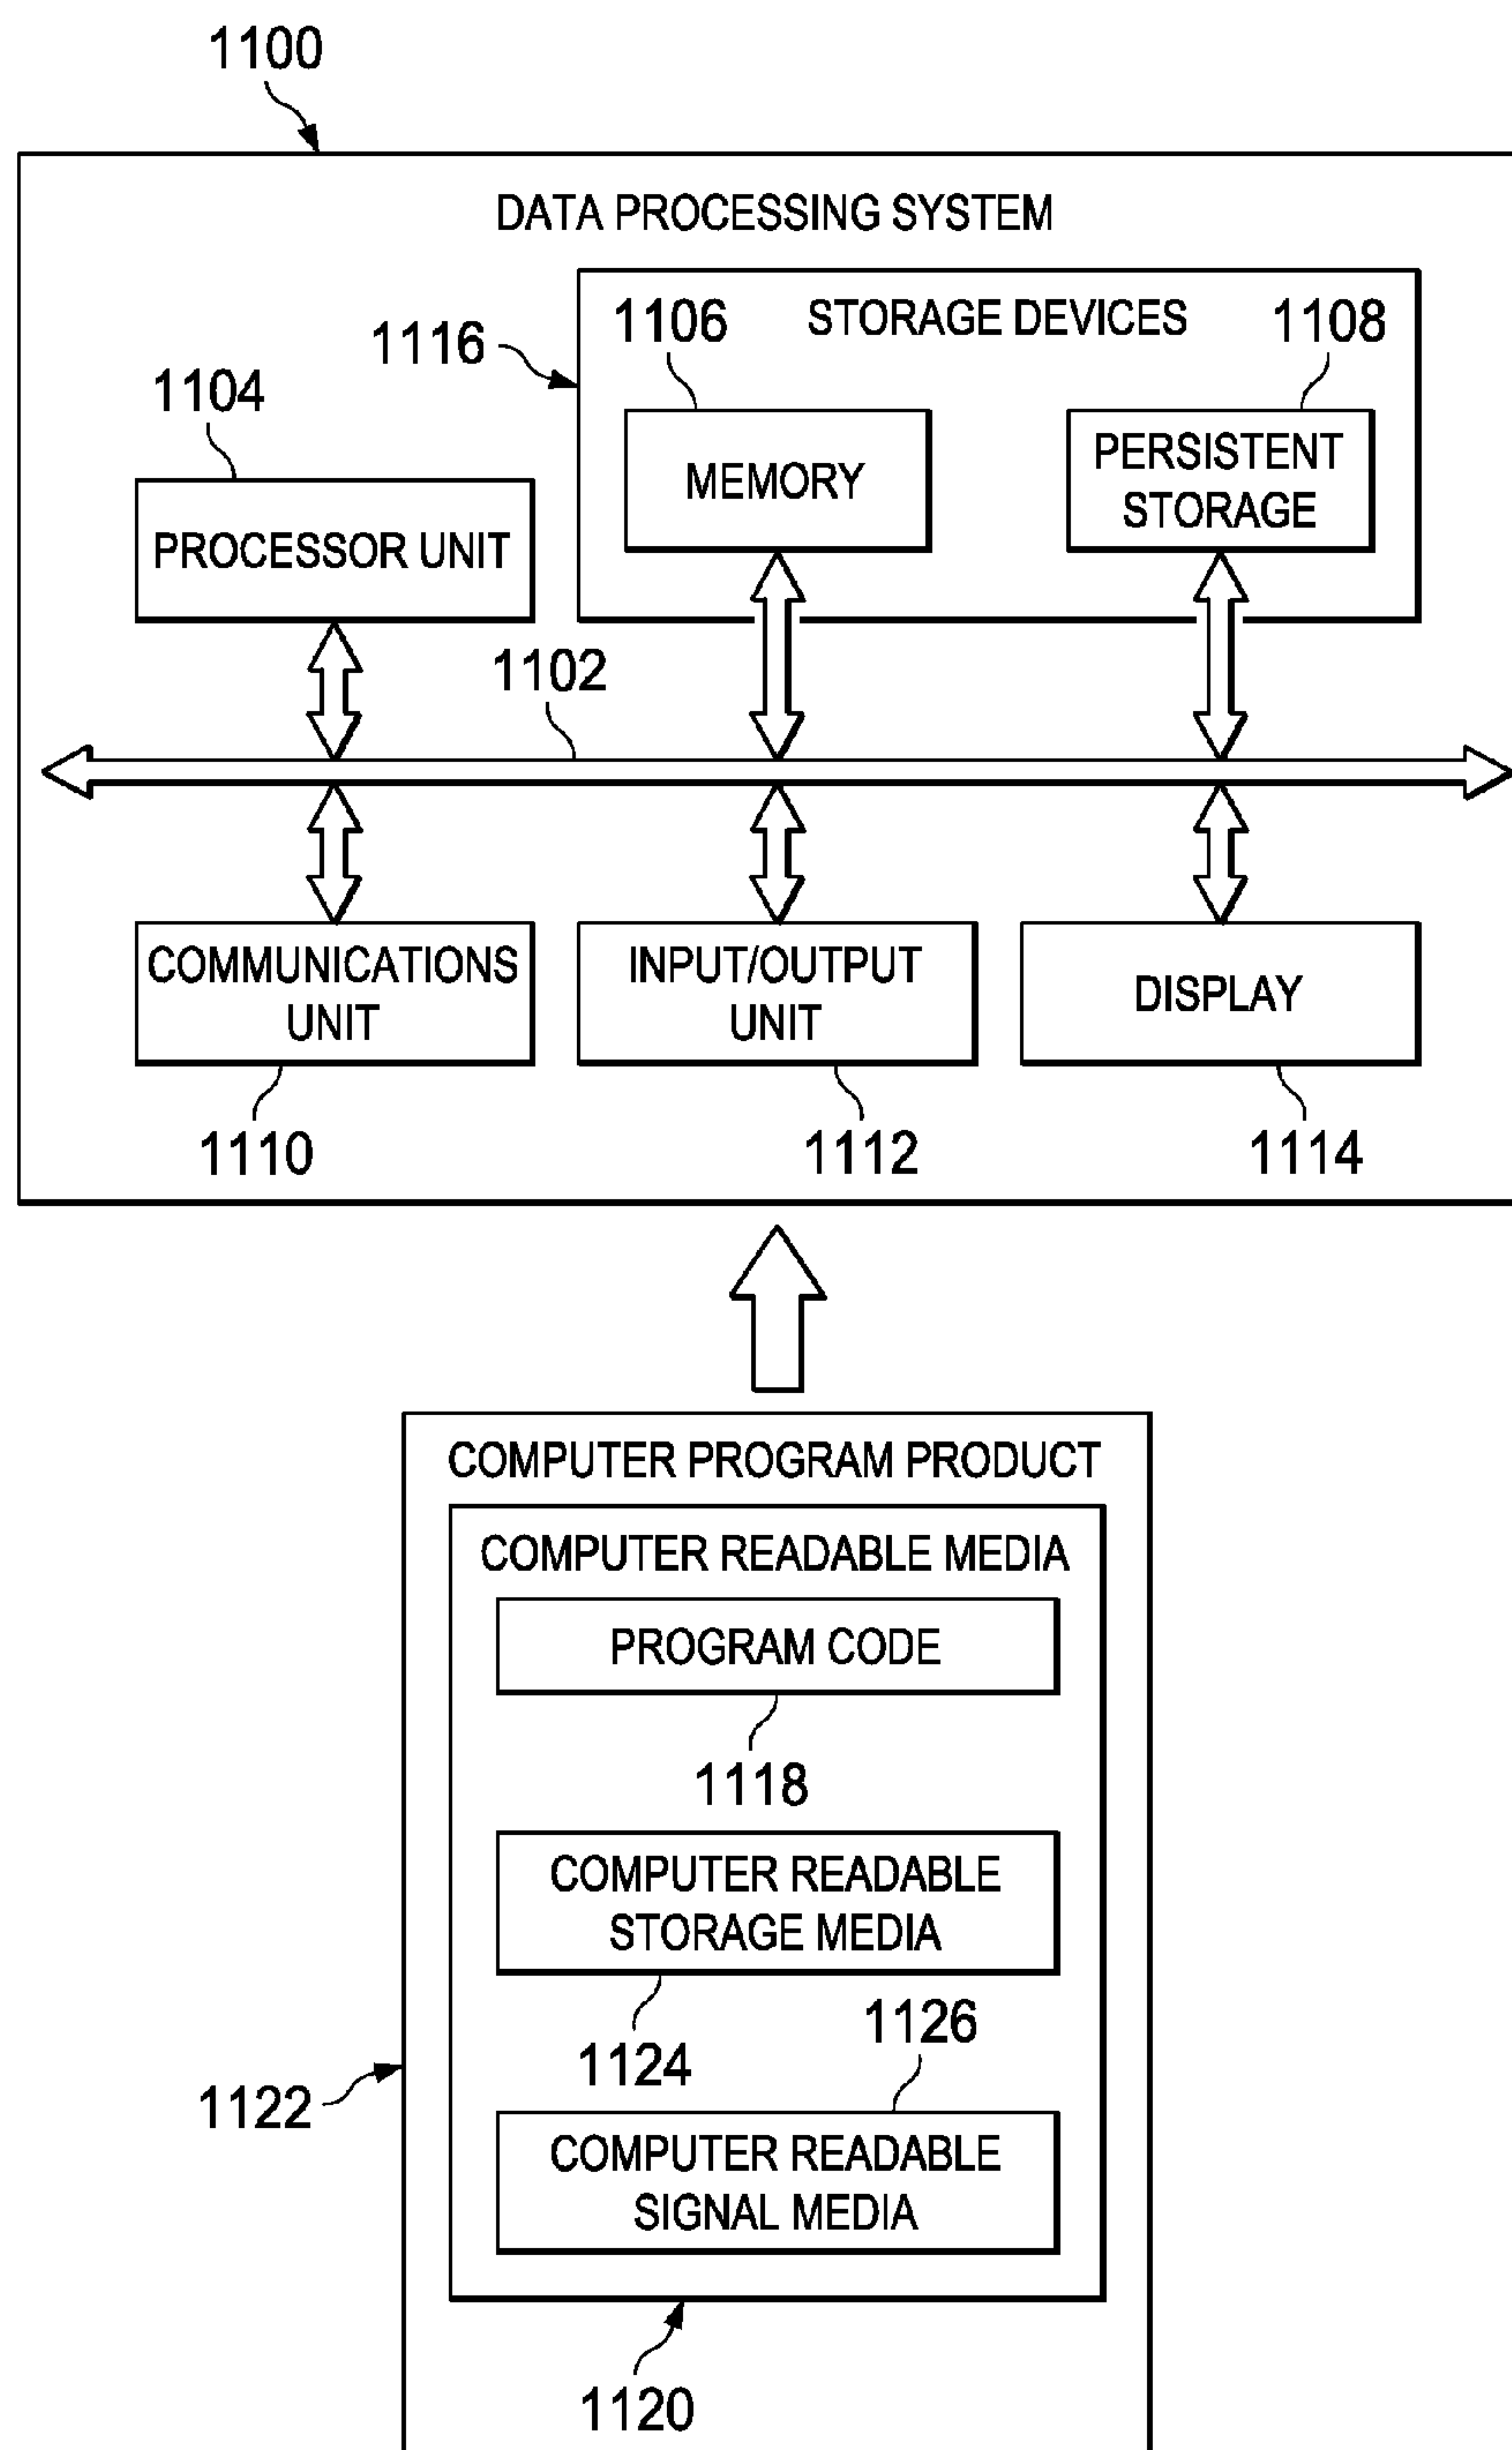 1100
DATA PROCESSING SYSTEM
1106
STORAGE DEVICES
1108
1116
1104
MEMORY
PERSISTENT
STORAGE
PROCESSOR UNIT
1102
COMMUNICATIONS
UNIT
INPUT/OUTPUT
UNIT
DISPLAY
1110
1112
1114
COMPUTER PROGRAM PRODUCT
COMPUTER READABLE MEDIA
PROGRAM CODE
1118
COMPUTER READABLE
STORAGE MEDIA
1126
1124
1122
COMPUTER READABLE
SIGNAL MEDIA
1120